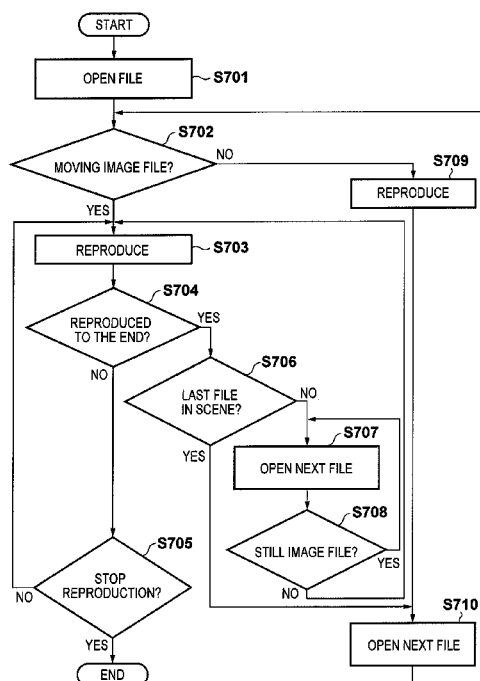 START
OPEN FILE
S701
S702
MOVING IMAGE FILE?
NO
S709
REPRODUCE
YES
REPRODUCE
S703
S704
REPRODUCED
TO THE END?
YES
NO
S706
LAST FILE
IN SCENE?
NO
YES
S707
OPEN NEXT FILE
S708
STILL IMAGE FILE?
YES
NO
S705
STOP
REPRODUCTION?
NO
YES
END
S710
OPEN NEXT FILE